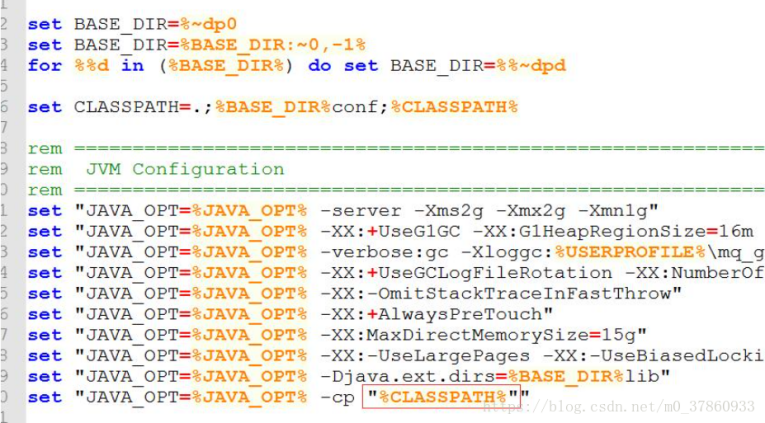 2 set BASE_DIR=%~dp0
3 set BASE_DIR=%BASE_DIR:~0,-1%
4 for %%d in (%BASE_DIR%) do set BASE_DIR=%%~dpd
5
6 set CLASSPATH=.;%BASE_DIR%conf;%CLASSPATH%
7
8 rem ===========================================================
9 rem  JVM Configuration
0 rem ===========================================================
1 set "JAVA_OPT=%JAVA_OPT% -server -Xms2g -Xmx2g -Xmn1g"
2 set "JAVA_OPT=%JAVA_OPT% -XX:+UseG1GC -XX:G1HeapRegionSize=16m
3 set "JAVA_OPT=%JAVA_OPT% -verbose:gc -Xloggc:%USERPROFILE%\mq_g
4 set "JAVA_OPT=%JAVA_OPT% -XX:+UseGCLogFileRotation -XX:NumberOf
5 set "JAVA_OPT=%JAVA_OPT% -XX:-OmitStackTraceInFastThrow"
6 set "JAVA_OPT=%JAVA_OPT% -XX:+AlwaysPreTouch"
7 set "JAVA_OPT=%JAVA_OPT% -XX:MaxDirectMemorySize=15g"
8 set "JAVA_OPT=%JAVA_OPT% -XX:-UseLargePages -XX:-UseBiasedLocki
9 set "JAVA_OPT=%JAVA_OPT% -Djava.ext.dirs=%BASE_DIR%lib"
0 set "JAVA_OPT=%JAVA_OPT% -cp "%CLASSPATH%""
https://blog.csdn.net/m0_37860933